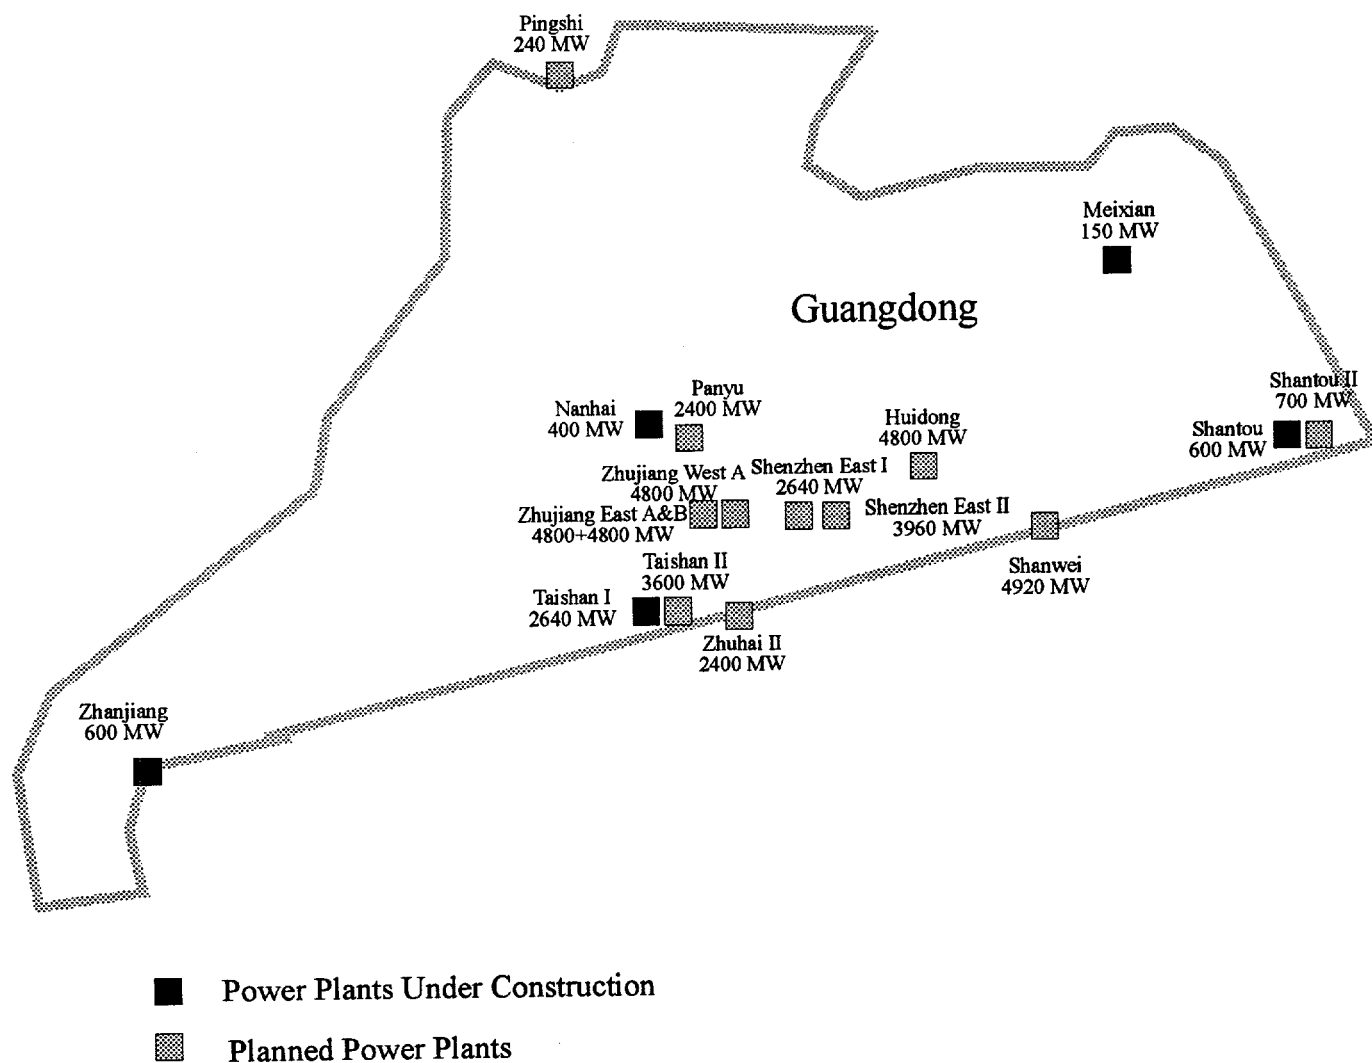 Pingshi
240 MW
Meixian
150 MW
Guangdong
Shantou II
700 MW
Panyu
2400 MW
Nanhai
400 MW
Huidong
4800 MW
Shantou
600 MW
Zhujiang West A
4800 MW
Shenzhen East I
2640 MW
Zhujiang East A&B
4800+4800 MW
Shenzhen East II
3960 MW
Taishan II
3600 MW
Shanwei
4920 MW
Taishan I
2640 MW
Zhuhai II
2400 MW
Zhanjiang
600 MW
Power Plants Under Construction
Planned Power Plants